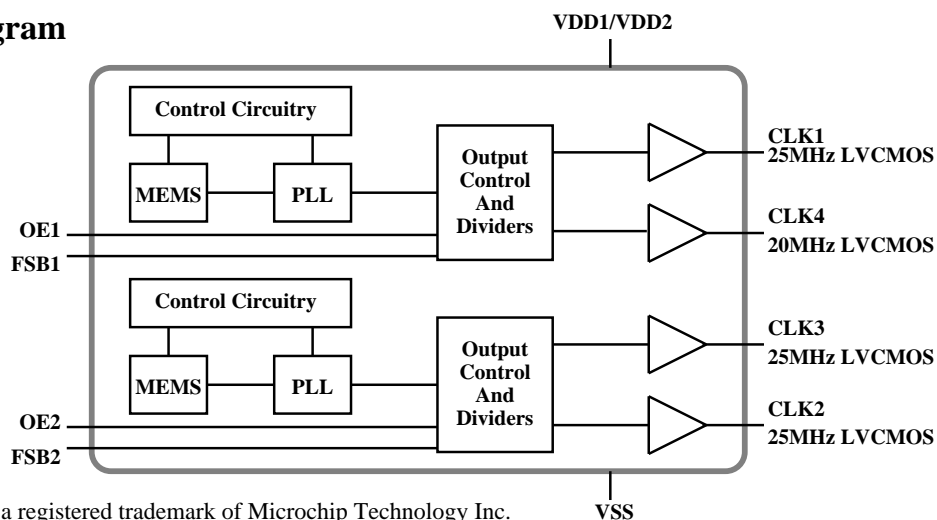 gram
VDD1/VDD2
Control Circuitry
MEMS
PLL
Output
Control
And
Dividers
CLK1
25MHz LVCMOS
CLK4
20MHz LVCMOS
OE1
FSB1
Control Circuitry
MEMS
PLL
Output
Control
And
Dividers
CLK3
25MHz LVCMOS
CLK2
25MHz LVCMOS
OE2
FSB2
VSS
a registered trademark of Microchip Technology Inc.